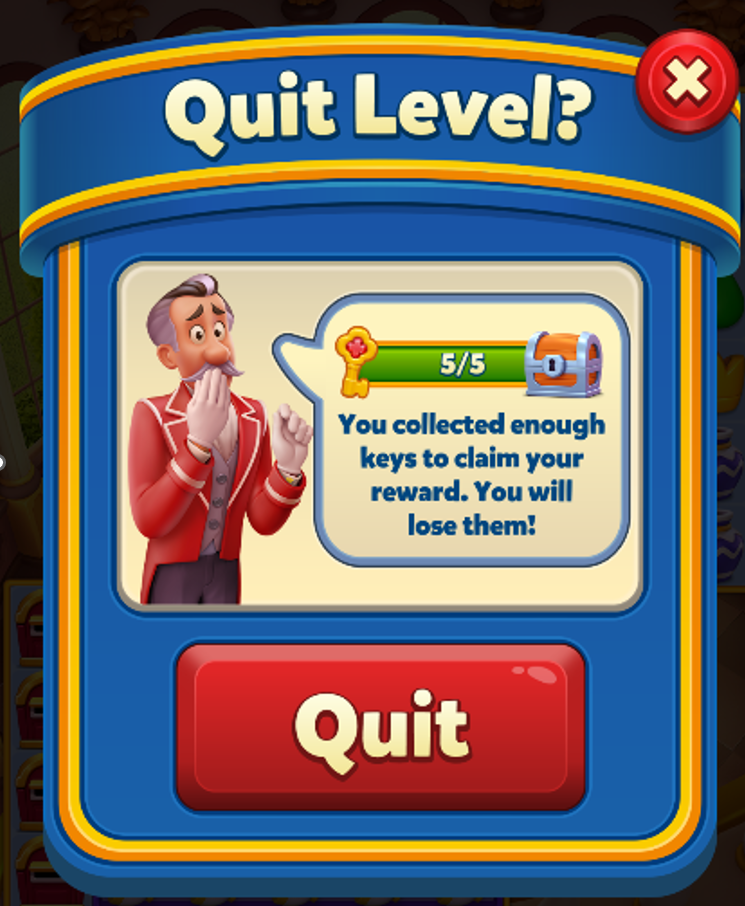 Quit Level?
5/5
You collected enough
keys to claim your
reward. You will
lose them!
Quit